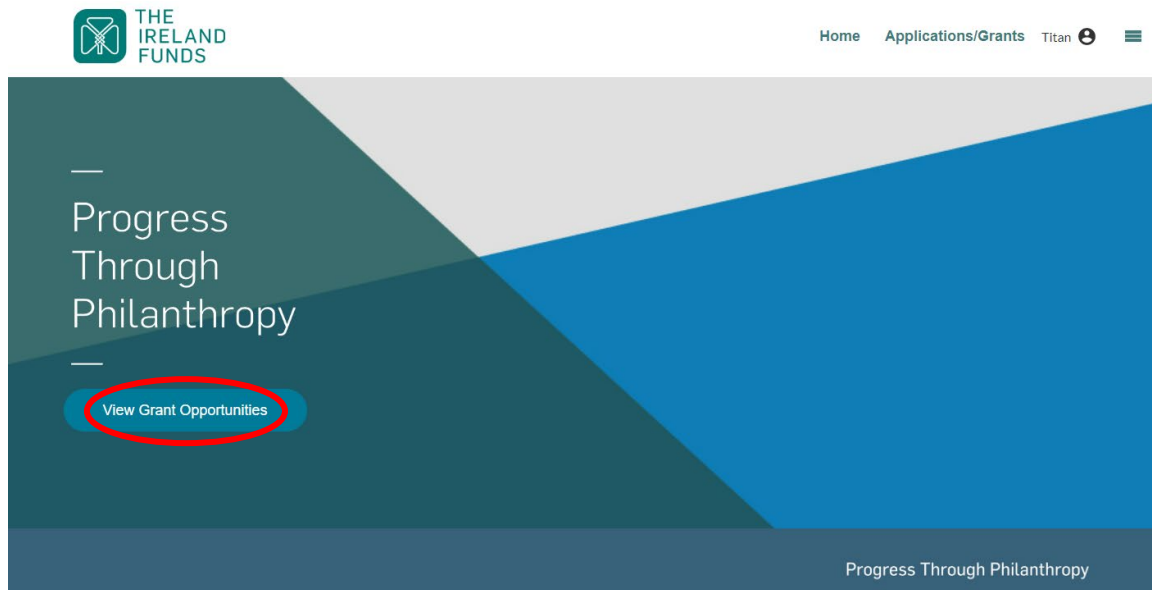 THE
IRELAND
FUNDS
Home Applications/Grants Titan
Progress
Through
Philanthropy
View Grant Opportunities
Progress Through Philanthropy